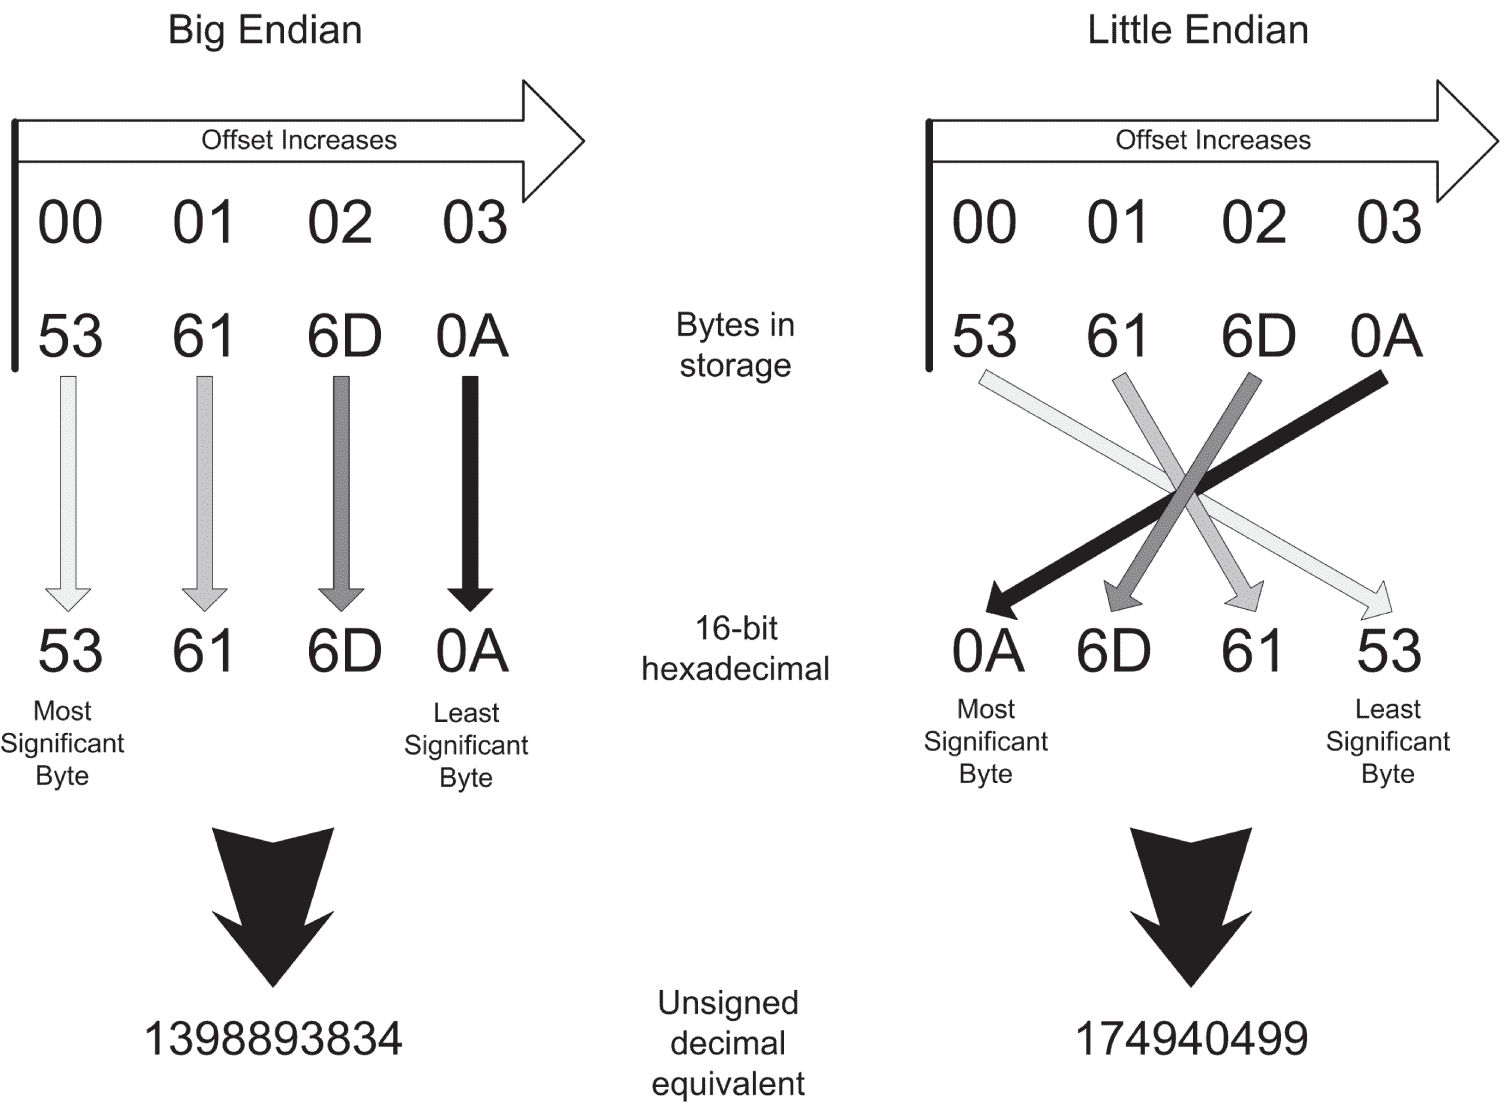 Big Endian
Little Endian
Offset Increases
Offset Increases
00 01 02 03
00 01 02 03
53 61 6D 0A
Bytes in
storage
53 61 6D 0A
53 61 6D 0A
16-bit
hexadecimal
0A 6D 61 53
Most
Significant
Byte
Least
Significant
Byte
Most
Significant
Byte
Least
Significant
Byte
1398893834
Unsigned
decimal
equivalent
174940499